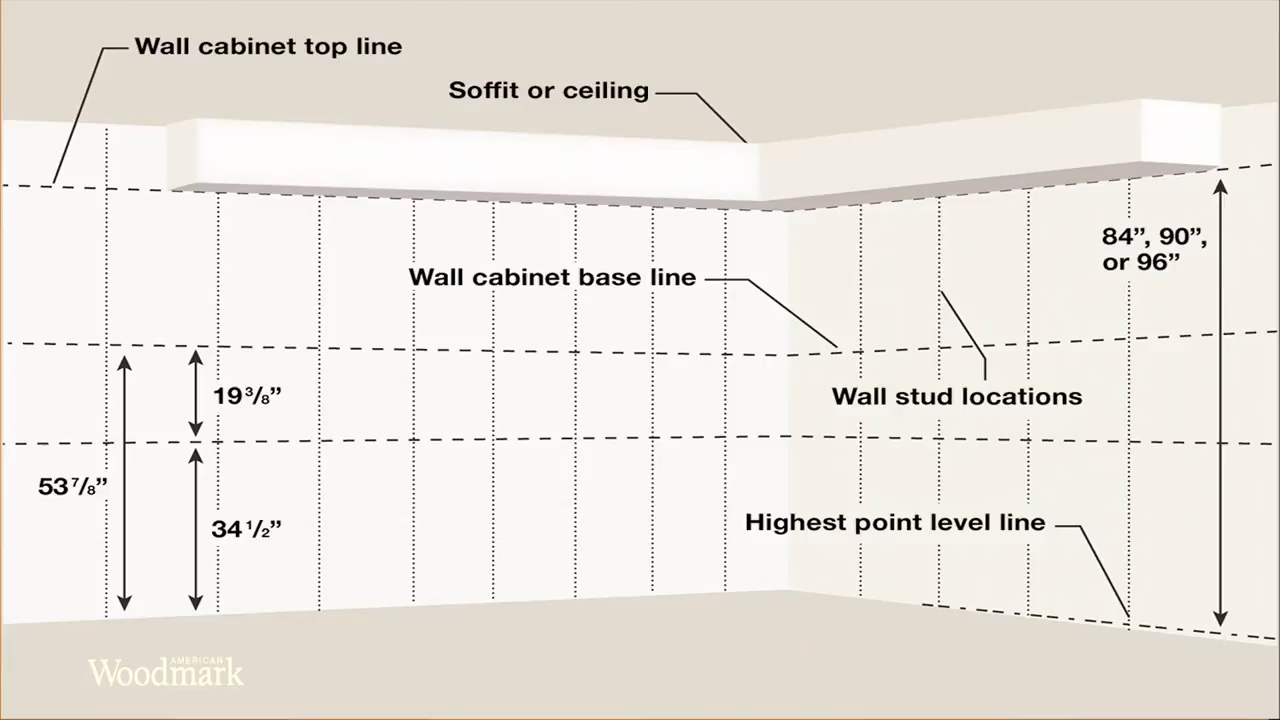 Wall cabinet top line
Soffit or ceiling
84”, 90”,
or 96”
Wall cabinet base line
19 3/8”
Wall stud locations
53 7/8”
34 1/2”
Highest point level line
AMERICAN
Woodmark